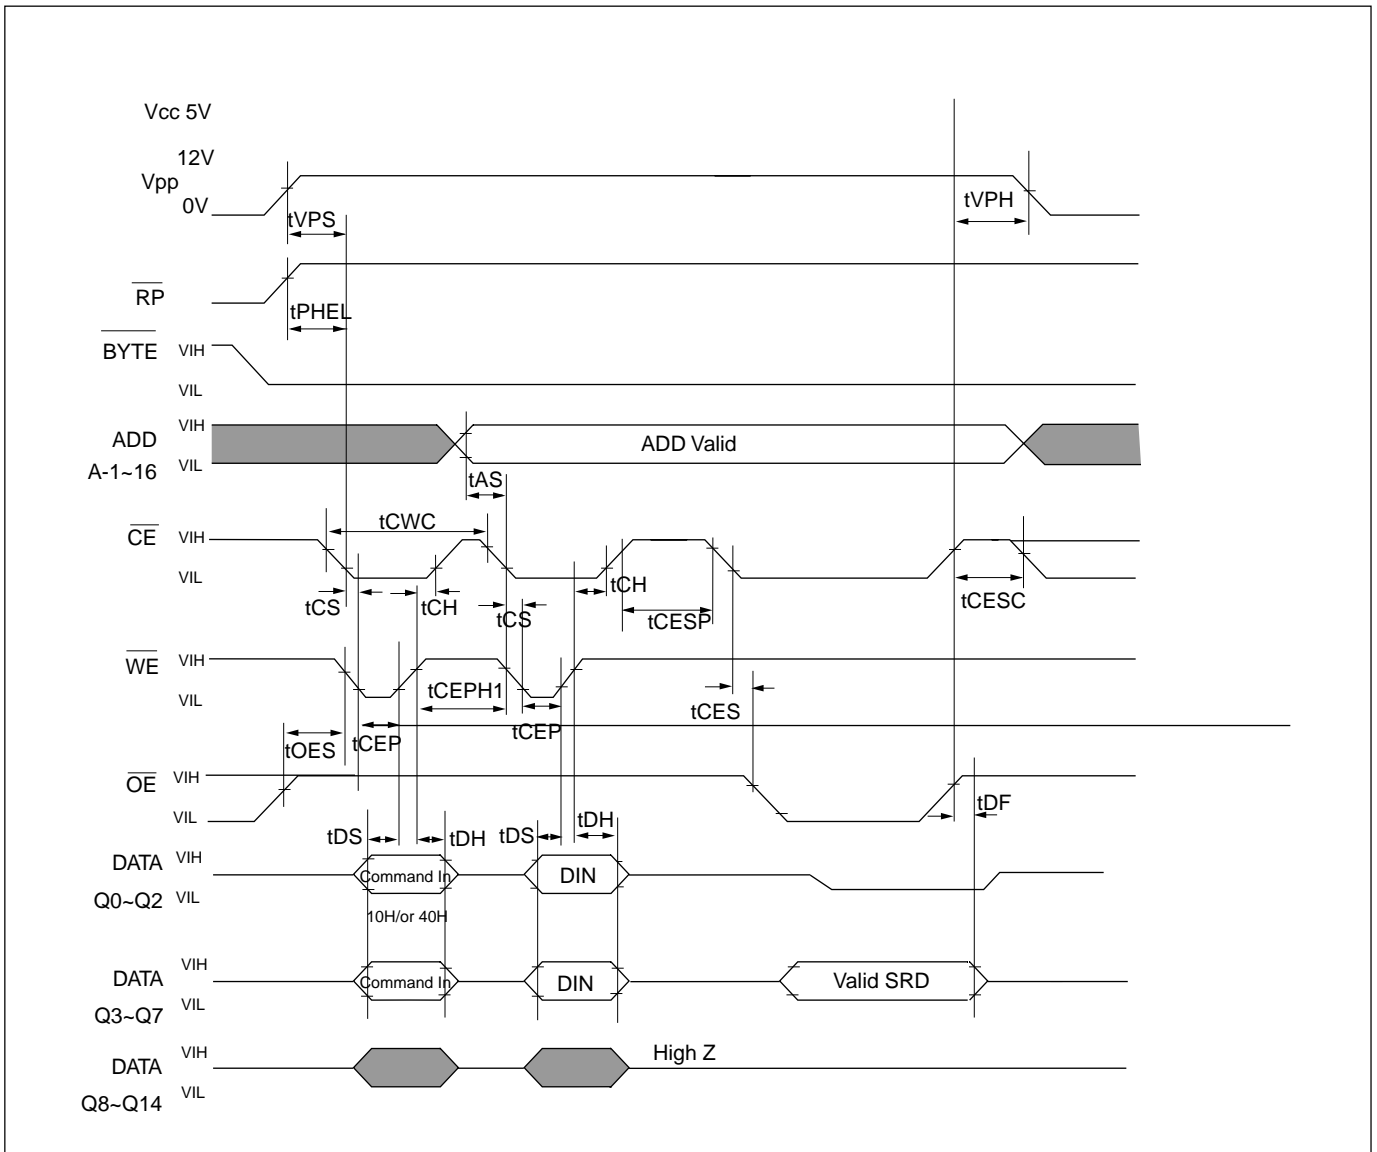 Vcc 5V
12V
Vpp
0V
tVPS
tVPH
RP
tPHEL
BYTE VIH
VIL
ADD VIH
ADD Valid
A-1~16 VIL
tAS
tCWC
CE VIH
VIL
tCS tCH tCS tCH tCESP tCESC
WE VIH
VIL
tCEPH1
tCES
tOES tCEP tCEP
OE VIH
VIL
tDF
tDS tDH tDS tDH
DATA VIH
Command In DIN
Q0~Q2 VIL
10H/or 40H
DATA VIH
Command In DIN Valid SRD
Q3~Q7 VIL
DATA VIH
High Z
Q8~Q14 VIL